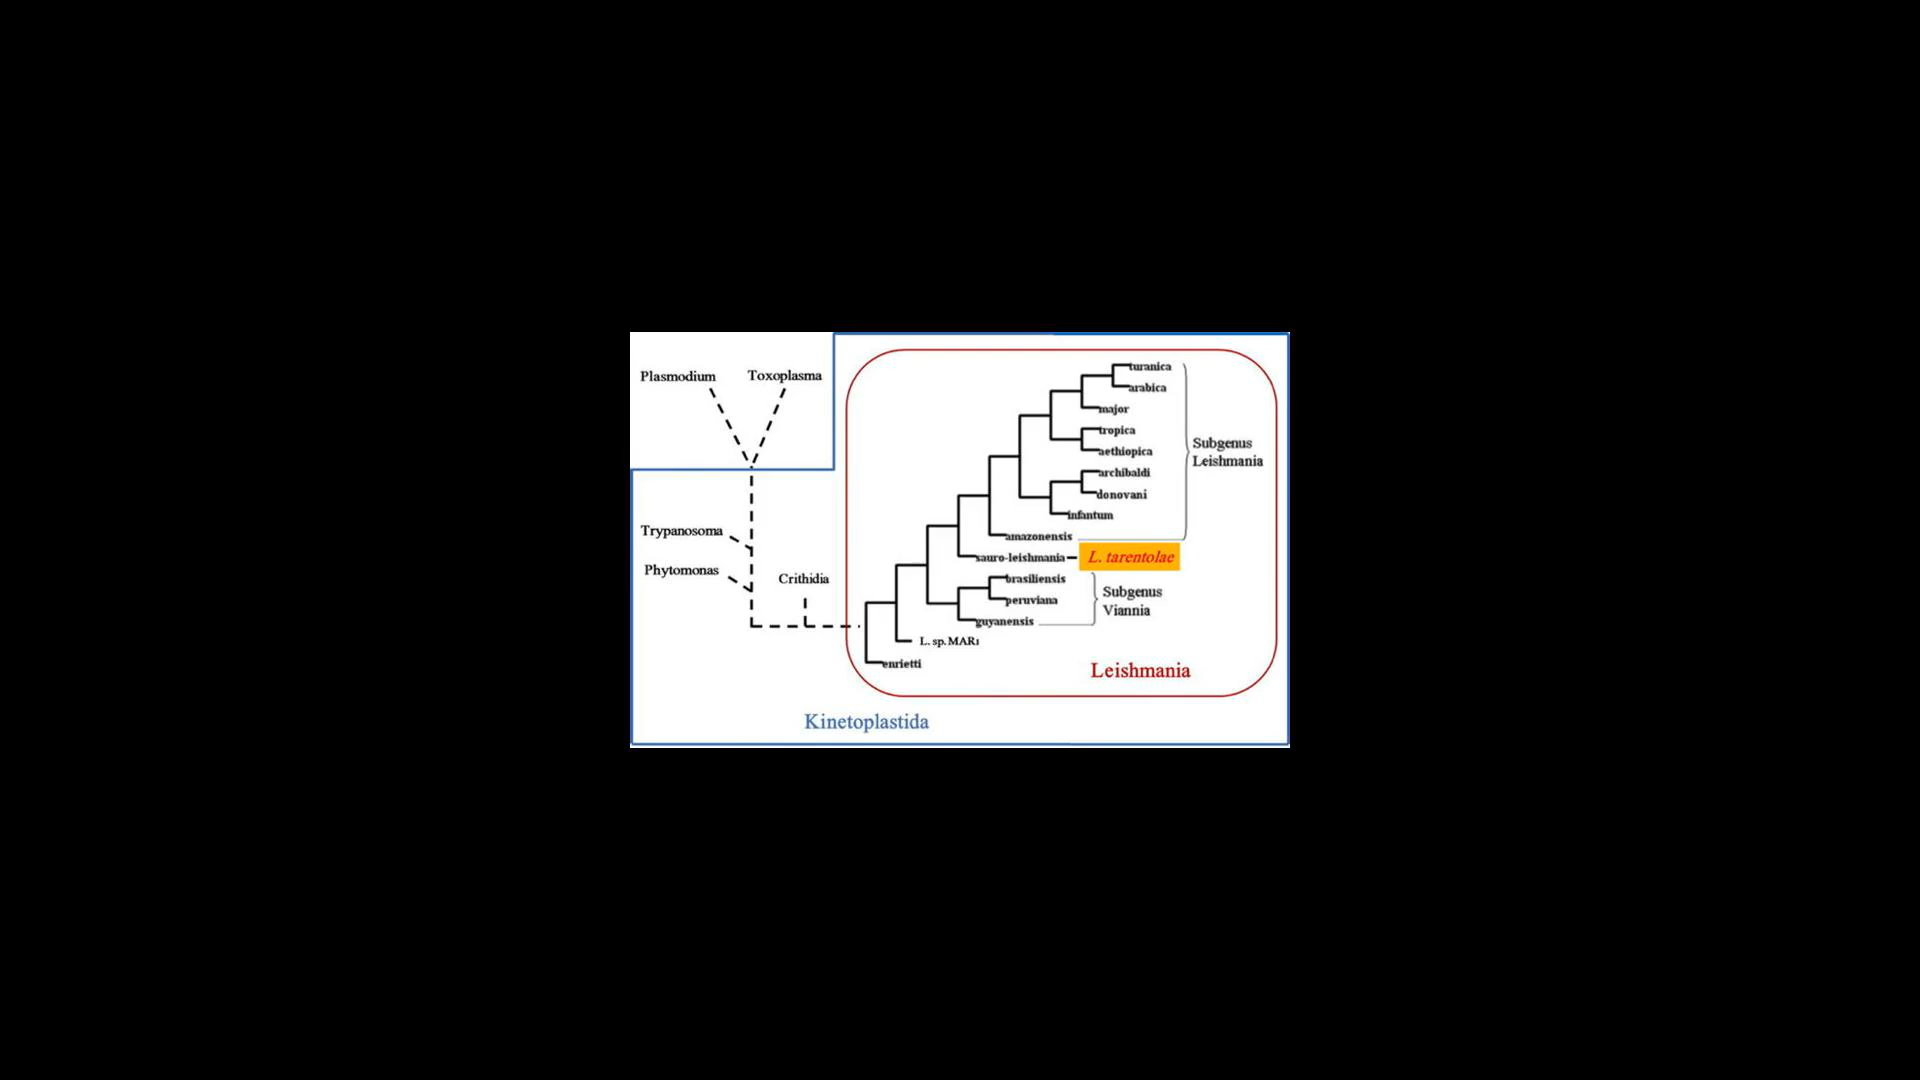 Plasmodium
Toxoplasma
Trypanosoma
Phytomonas
Crithidia
turanica
arabica
major
tropica
aethiopica
archibaldi
donovani
infantum
amazonensis
Subgenus
Leishmania
sauro-leishmania
L. tarentolae
brasiliensis
peruviana
guyanensis
Subgenus
Viannia
L. sp. MAR1
enrietti
Leishmania
Kinetoplastida